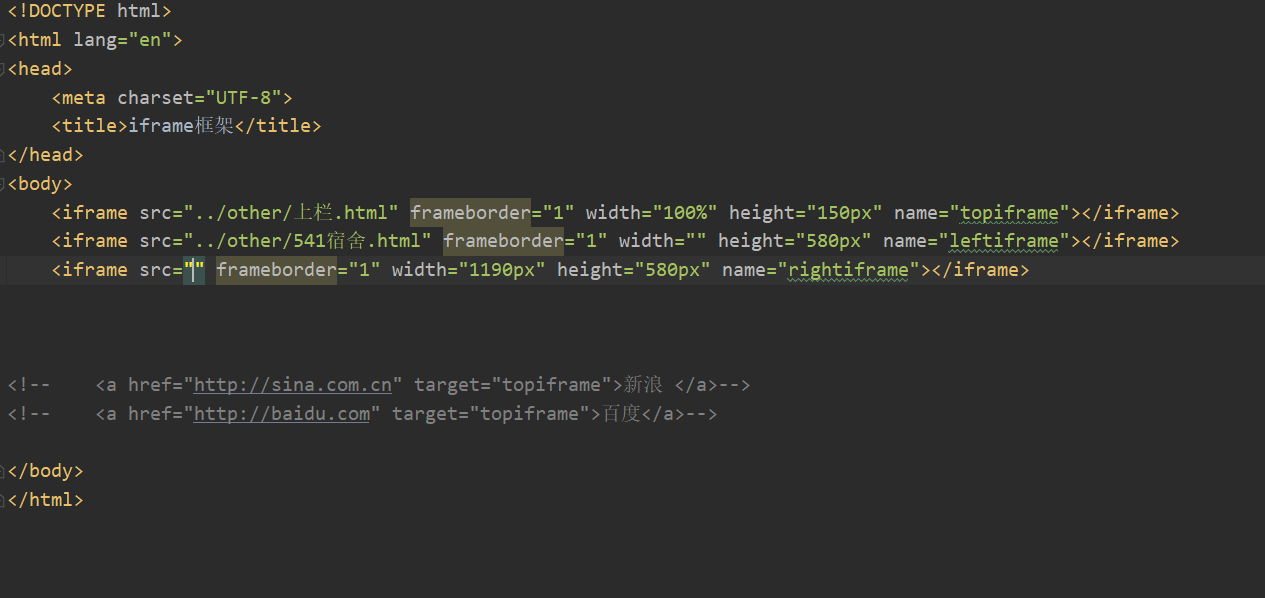 <!DOCTYPE html>
<html lang="en">
<head>
    <meta charset="UTF-8">
    <title>iframe框架</title>
</head>
<body>
    <iframe src="../other/上栏.html" frameborder="1" width="100%" height="150px" name="topiframe"></iframe>
    <iframe src="../other/541宿舍.html" frameborder="1" width="" height="580px" name="leftiframe"></iframe>
    <iframe src="" frameborder="1" width="1190px" height="580px" name="rightiframe"></iframe>
<!--    <a href="http://sina.com.cn" target="topiframe">新浪 </a>-->
<!--    <a href="http://baidu.com" target="topiframe">百度</a>-->
</body>
</html>